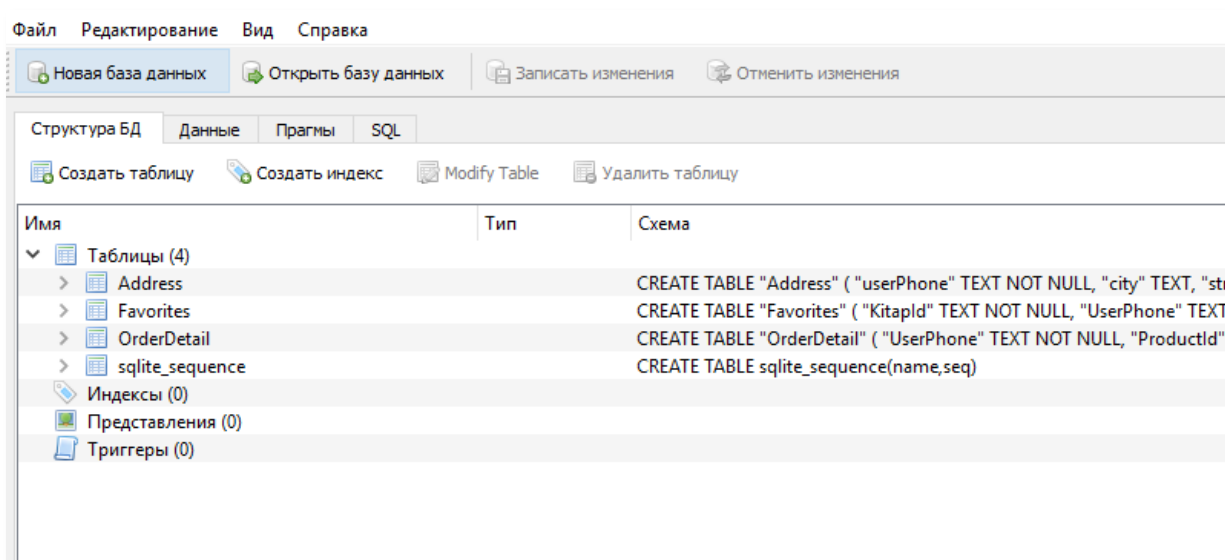 Файл Редактирование Вид Справка
Новая база данных Открыть базу данных Записать изменения Отменить изменения
Структура БД Данные Прагмы SQL
Создать таблицу Создать индекс Modify Table Удалить таблицу
Имя Тип Схема
Таблицы (4)
Address CREATE TABLE "Address" ( "userPhone" TEXT NOT NULL, "city" TEXT, "str
Favorites CREATE TABLE "Favorites" ( "KitapId" TEXT NOT NULL, "UserPhone" TEXT
OrderDetail CREATE TABLE "OrderDetail" ( "UserPhone" TEXT NOT NULL, "ProductId"
sqlite_sequence CREATE TABLE sqlite_sequence(name,seq)
Индексы (0)
Представления (0)
Триггеры (0)